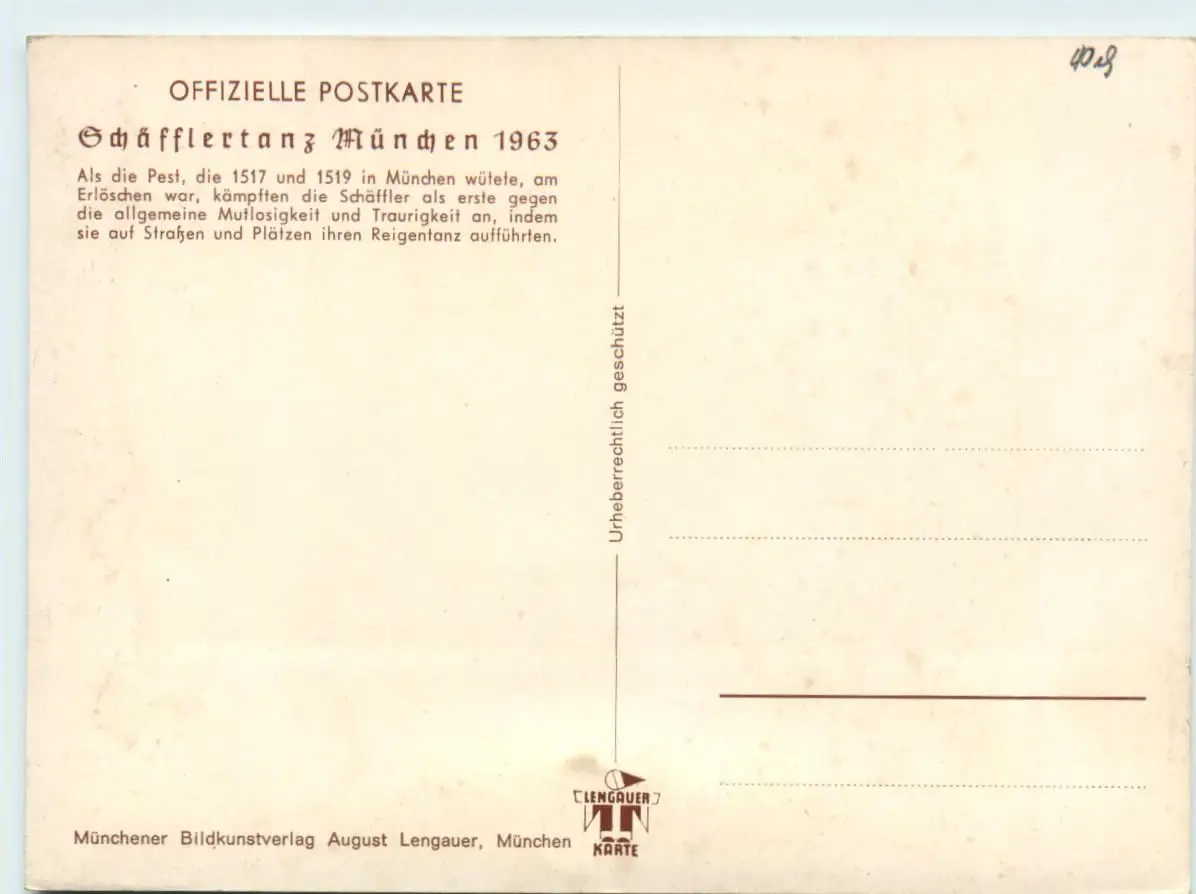 OFFIZIELLE POSTKARTE
Schäfflertanz München 1963
Als die Pest, die 1517 und 1519 in München wütete, am
Erlöschen war, kämpften die Schäffler als erste gegen
die allgemeine Mutlosigkeit und Traurigkeit an, indem
sie auf Straßen und Plätzen ihren Reigentanz aufführten.
Urheberrechtlich geschützt
LENGAUER
KARTE
Münchener Bildkunstverlag August Lengauer, München